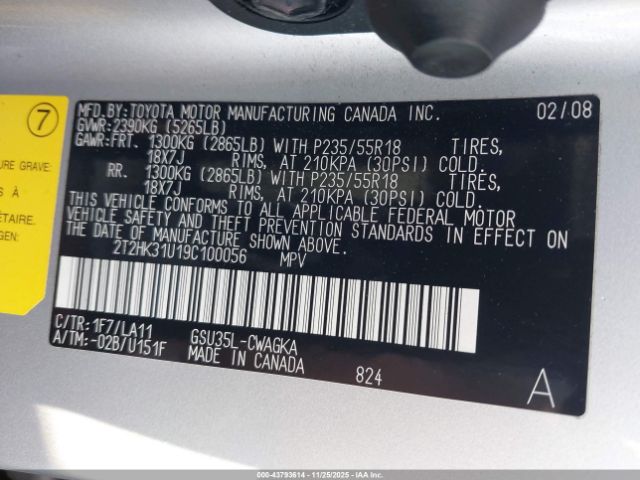 7
URE GRAVE:
S À
ÉTAIRE.
GEN:
MFD.BY:TOYOTA MOTOR MANUFACTURING CANADA INC. 02/08
GVWR:2390KG (5265LB)
GAWR:FRT. 1300KG (2865LB) WITH P235/55R18 TIRES,
18X7J RIMS, AT 210KPA (30PSI) COLD.
RR. 1300KG (2865LB) WITH P235/55R18 TIRES,
18X7J RIMS, AT 210KPA (30PSI) COLD.
THIS VEHICLE CONFORMS TO ALL APPLICABLE FEDERAL MOTOR
VEHICLE SAFETY AND THEFT PREVENTION STANDARDS IN EFFECT ON
THE DATE OF MANUFACTURE SHOWN ABOVE.
2T2HK31U19C100056 MPV
C/TR: 1F7/LA11 GSU35L-CWAGKA
A/TM:-02B/U151F MADE IN CANADA
824
A
000-43793614 - 11/25/2025 - COPART